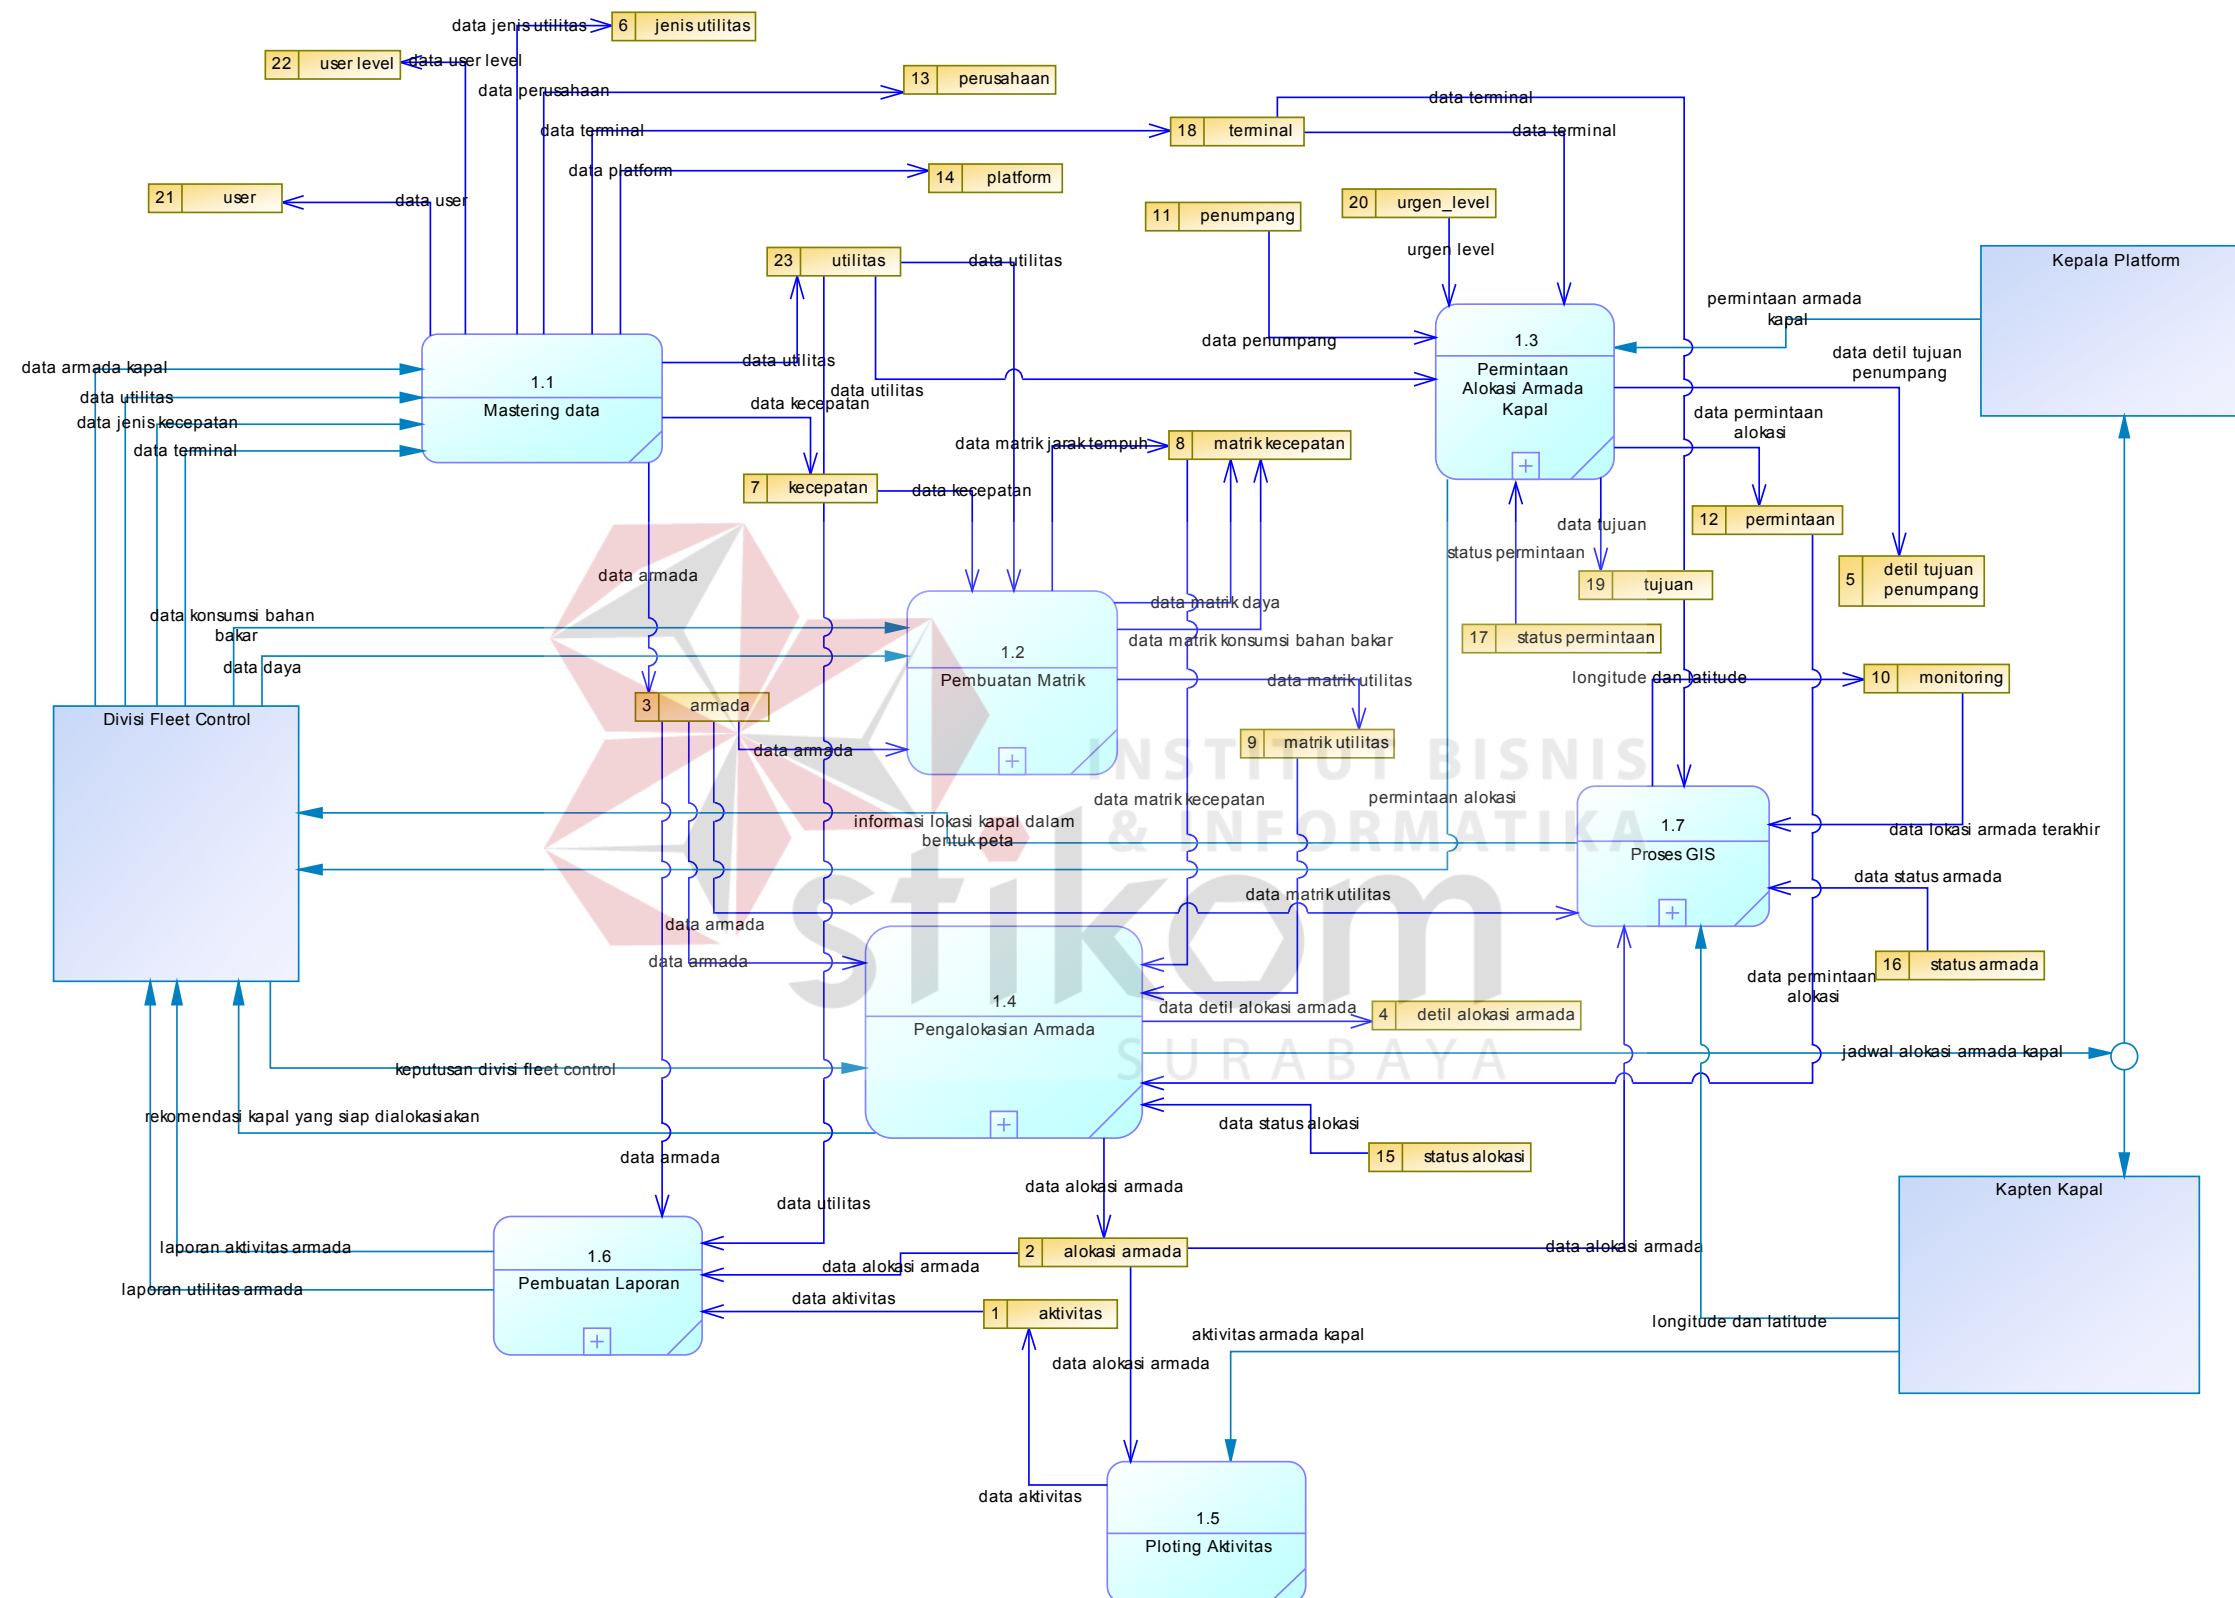 data jenis utilitas
6 jenis utilitas
22 user level
data user level
13 perusahaan
data perusahaan
data terminal
data terminal
18 terminal
data terminal
data platform
14 platform
21 user
data user
20 urgen_level
11 penumpang
urgen level
23 utilitas
data utilitas
Kepala Platform
permintaan armada
kapal
data penumpang
1.3
Permintaan
Alokasi Armada
Kapal
data detil tujuan
penumpang
data armada kapal
data utilitas
data jenis kecepatan
data terminal
1.1
Mastering data
data utilitas
data utilitas
data kecepatan
data permintaan
alokasi
data matrik jarak tempuh
8 matrik kecepatan
7 kecepatan
data kecepatan
12 permintaan
data tujuan
status permintaan
data armada
19 tujuan
5 detil tujuan
penumpang
data matrik daya
data konsumsi bahan
bakar
data matrik konsumsi bahan bakar
17 status permintaan
data daya
1.2
Pembuatan Matrik
data matrik utilitas
longitude dan latitude
10 monitoring
3 armada
Divisi Fleet Control
data armada
9 matrik utilitas
INSTITUT BISNIS
& INFORMATIKA
data matrik kecepatan
permintaan alokasi
informasi lokasi kapal dalam
bentuk peta
1.7
Proses GIS
data lokasi armada terakhir
data status armada
data matrik utilitas
stikom
data armada
data armada
16 status armada
data permintaan
alokasi
1.4
Pengalokasian Armada
data detil alokasi armada
4 detil alokasi armada
SURABAYA
jadwal alokasi armada kapal
keputusan divisi fleet control
rekomendasi kapal yang siap dialokasiakan
data status alokasi
15 status alokasi
data armada
data alokasi armada
data utilitas
Kapten Kapal
laporan aktivitas armada
1.6
Pembuatan Laporan
2 alokasi armada
data alokasi armada
data alokasi armada
laporan utilitas armada
data aktivitas
1 aktivitas
longitude dan latitude
aktivitas armada kapal
data alokasi armada
data aktivitas
1.5
Ploting Aktivitas